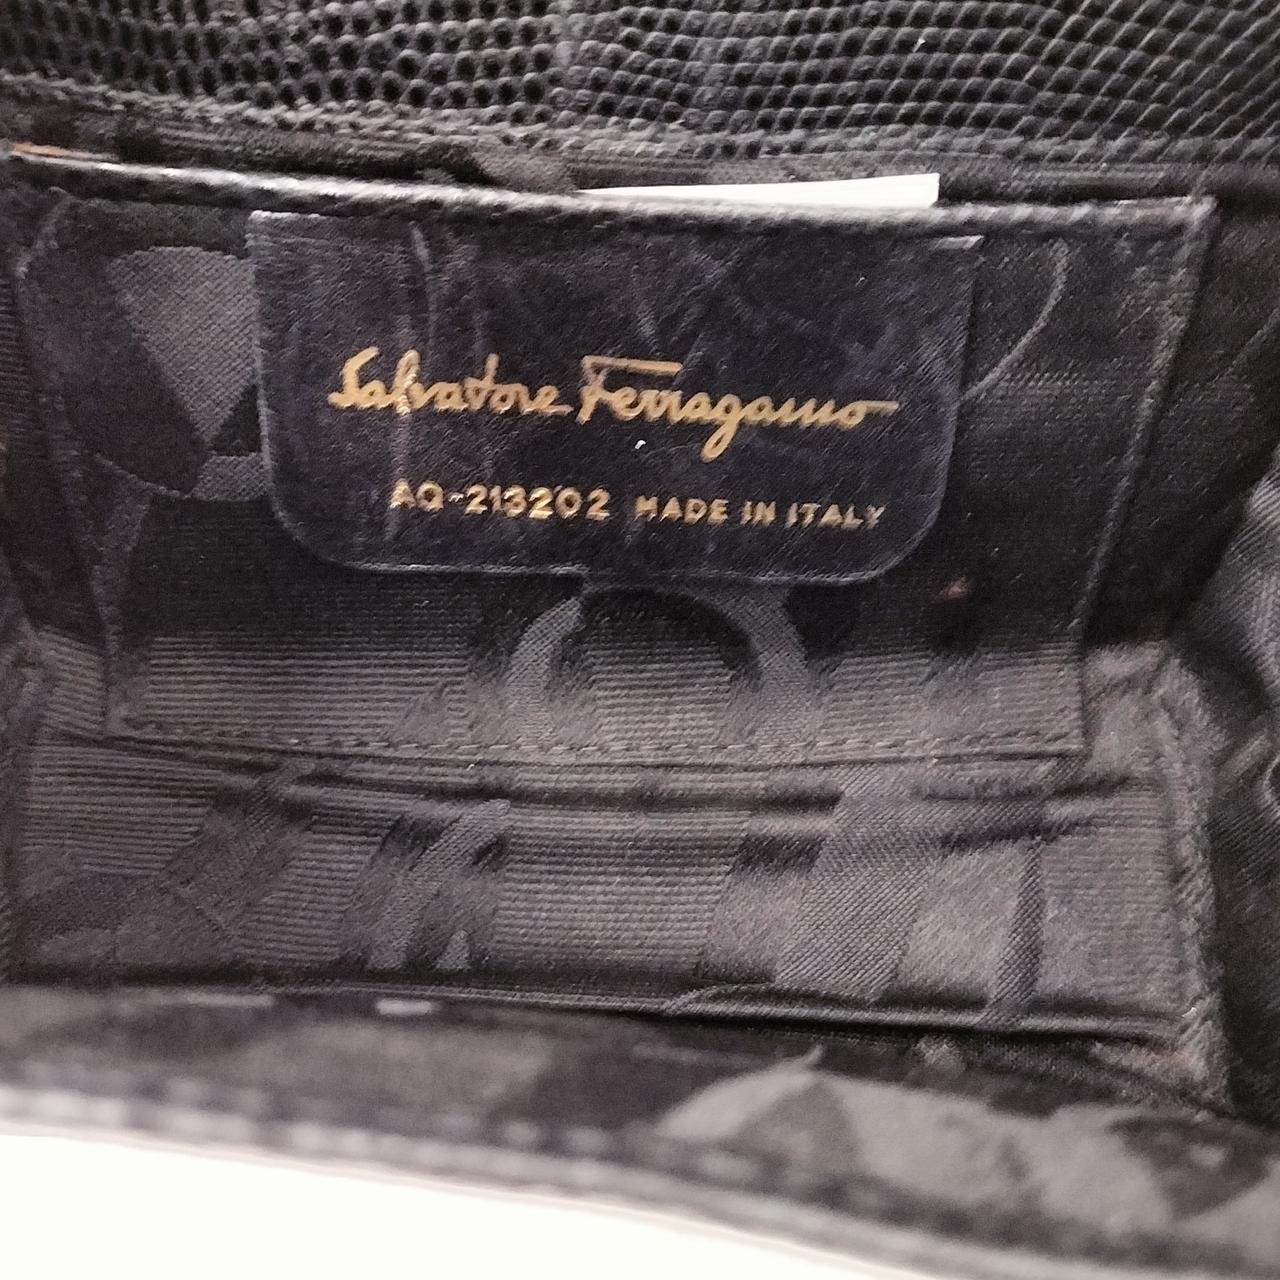 Salvatore Ferragamo
AQ-213202 MADE IN ITALY